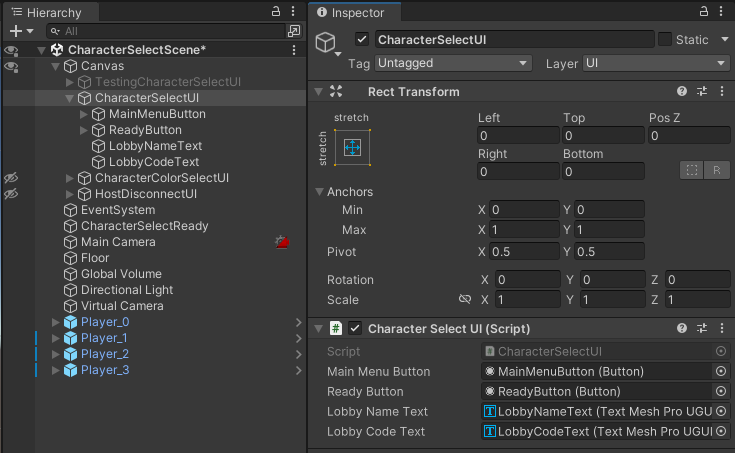 Hierarchy
All
CharacterSelectScene*
Canvas
TestingCharacterSelectUI
CharacterSelectUI
MainMenuButton
ReadyButton
LobbyNameText
LobbyCodeText
CharacterColorSelectUI
HostDisconnectUI
EventSystem
CharacterSelectReady
Main Camera
Floor
Global Volume
Directional Light
Virtual Camera
Player_0
Player_1
Player_2
Player_3
Inspector
CharacterSelectUI Static
Tag Untagged Layer UI
Rect Transform
stretch Left Top Pos Z
stretch 0 0 0
Right Bottom
0 0 R
Anchors
Min X 0 Y 0
Max X 1 Y 1
Pivot X 0.5 Y 0.5
Rotation X 0 Y 0 Z 0
Scale X 1 Y 1 Z 1
# Character Select UI (Script)
Script # CharacterSelectUI
Main Menu Button MainMenuButton (Button)
Ready Button ReadyButton (Button)
Lobby Name Text T LobbyNameText (Text Mesh Pro UGUI
Lobby Code Text T LobbyCodeText (Text Mesh Pro UGUI